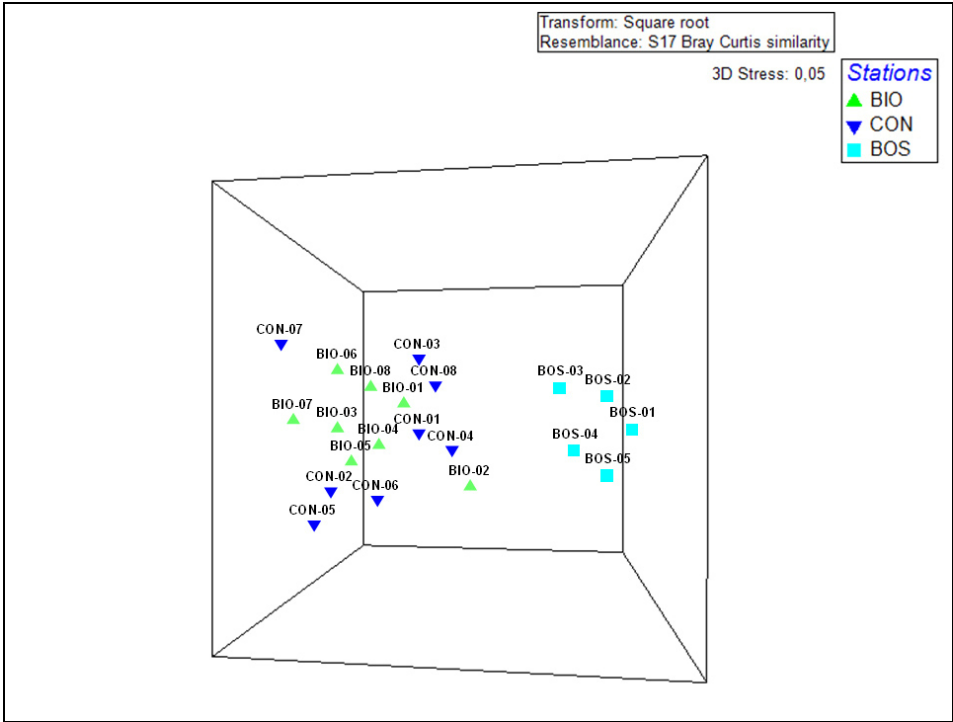 Transform: Square root
Resemblance: S17 Bray Curtis similarity
3D Stress: 0,05
Stations
BIO
CON
BOS
CON-07
CON-03
BIO-06
BIO-08
CON-08
BIO-01
BOS-03
BOS-02
BIO-07
BIO-03
CON-01
BOS-01
BIO-04
CON-04
BOS-04
BIO-05
BIO-02
BOS-05
CON-02
CON-06
CON-05